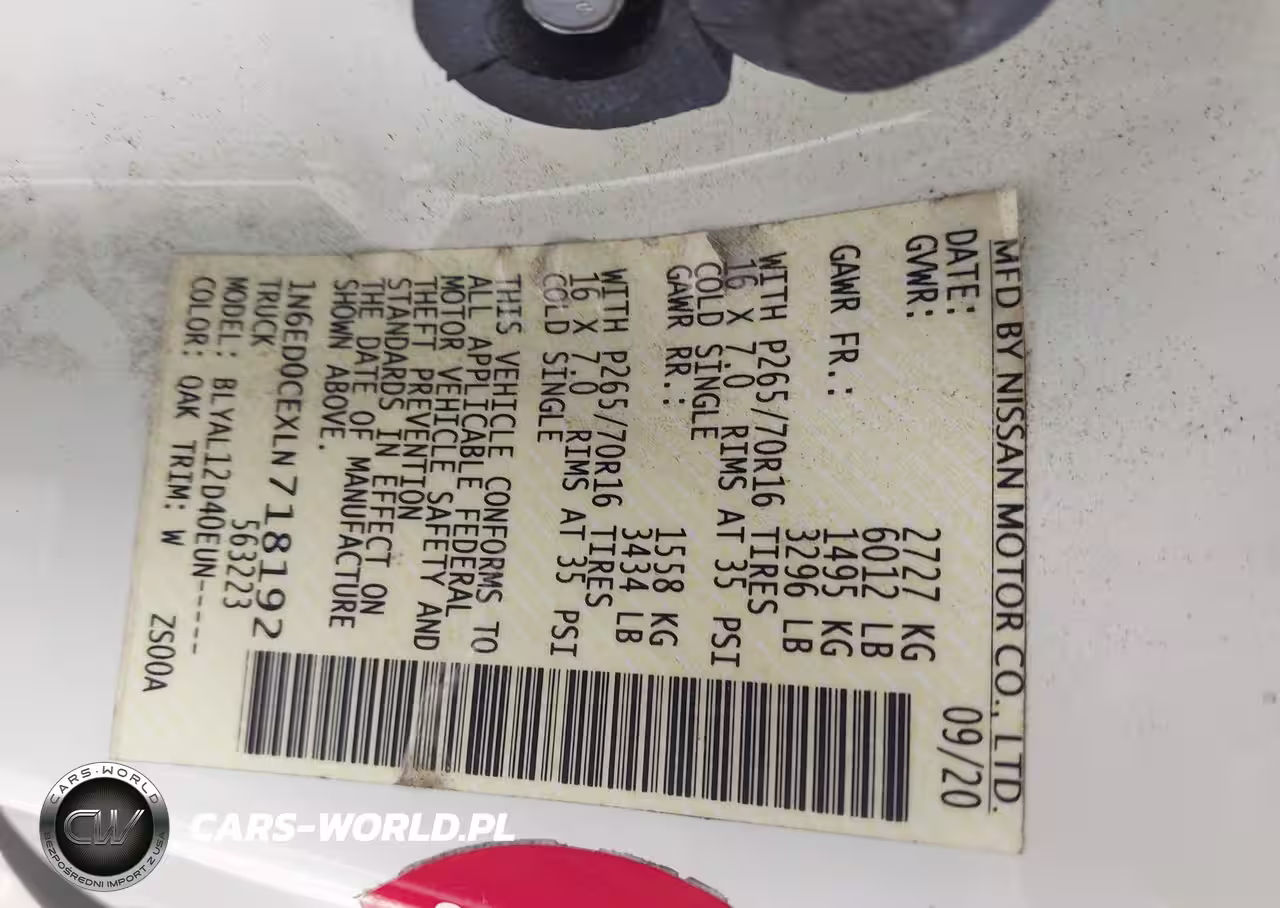 MFD BY NISSAN MOTOR CO., LTD.
DATE: 09/20
GVWR: 2727 KG
6012 LB
GAWR FR.: 1495 KG
3296 LB
WITH P265/70R16 TIRES
16 X 7.0 RIMS AT 35 PSI
COLD SINGLE
GAWR RR.: 1558 KG
3434 LB
WITH P265/70R16 TIRES
16 X 7.0 RIMS AT 35 PSI
COLD SINGLE
THIS VEHICLE CONFORMS TO
ALL APPLICABLE FEDERAL
MOTOR VEHICLE SAFETY AND
THEFT PREVENTION
STANDARDS IN EFFECT ON
THE DATE OF MANUFACTURE
SHOWN ABOVE.
1N6ED0CEXLN718192
TRUCK 563223
MODEL: BLYAL12D40EUN-----
COLOR: QAK TRIM: W
ZS00A
CARS-WORLD
CW
BEZPOŚREDNI IMPORT Z USA
CARS-WORLD.PL